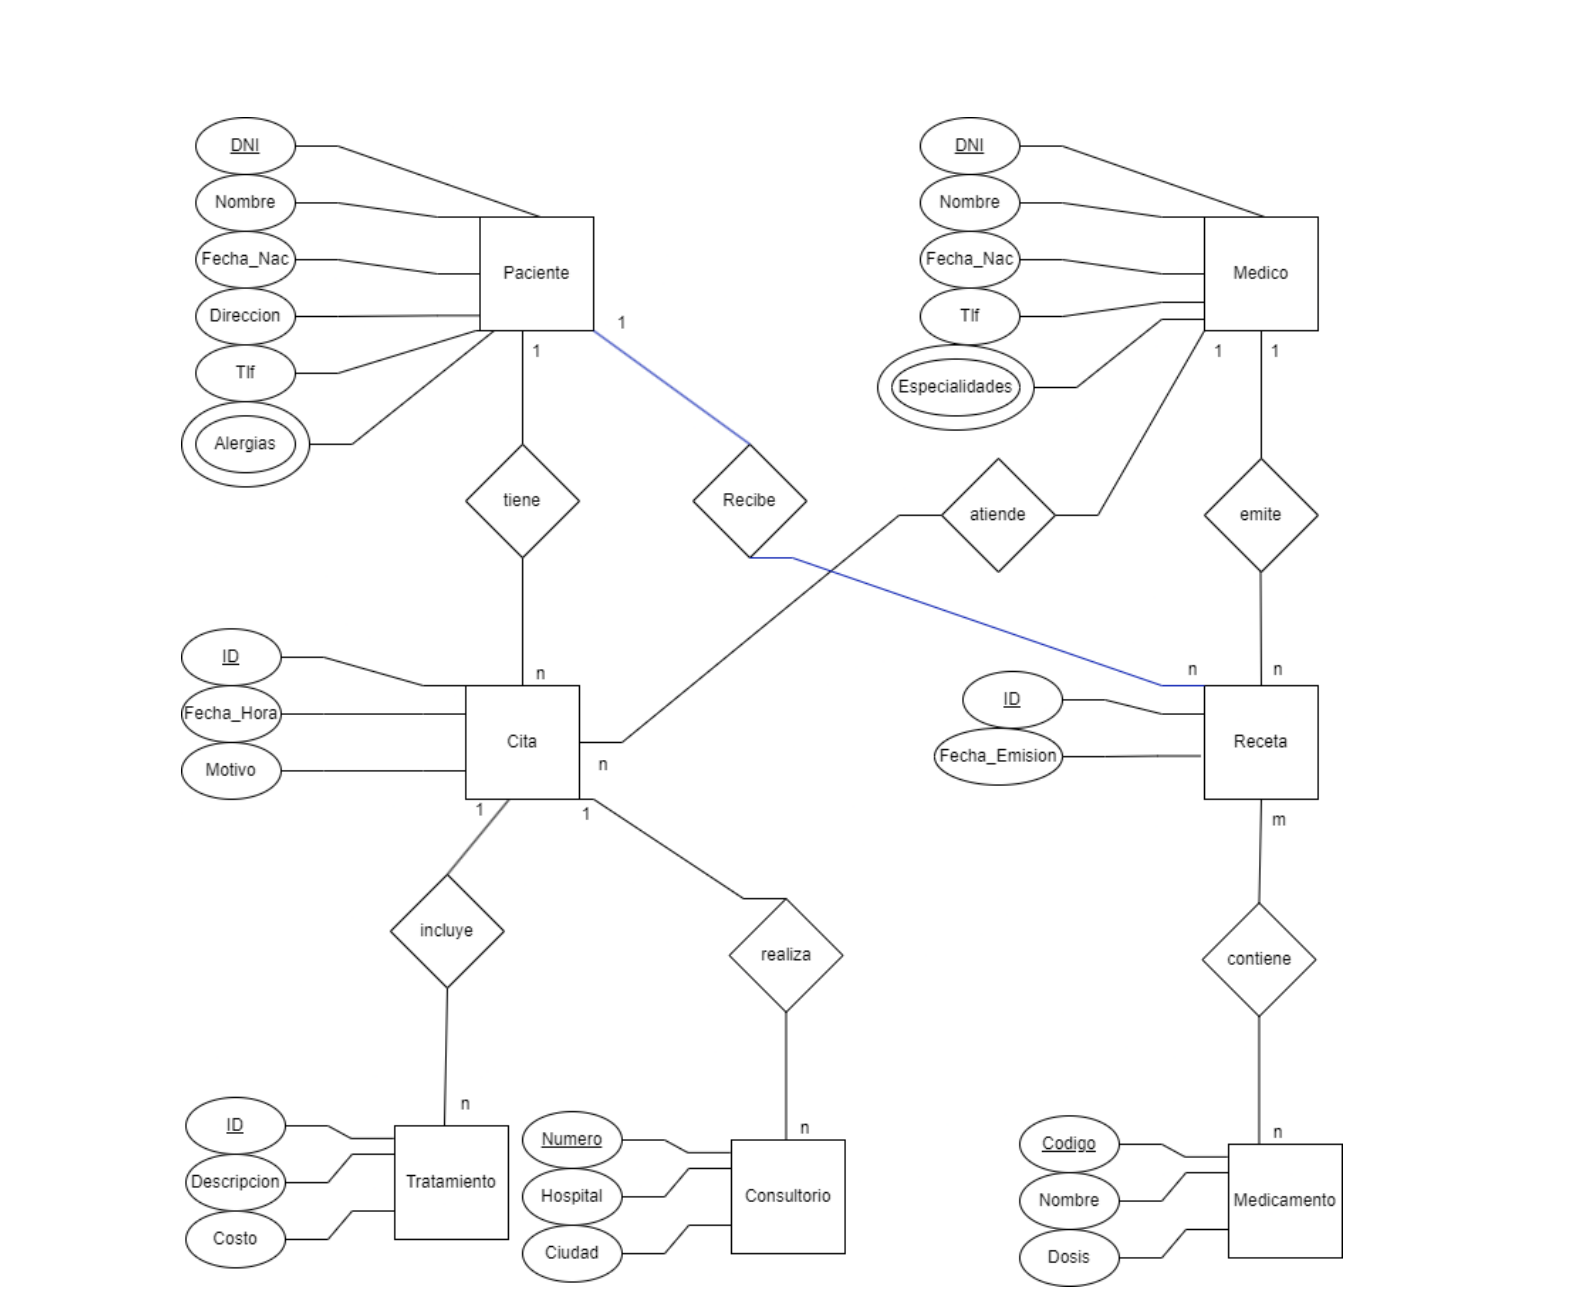 DNI
Nombre
Fecha_Nac
Direccion
Tlf
Alergias
Paciente
1
1
DNI
Nombre
Fecha_Nac
Tlf
Especialidades
Medico
1
1
tiene
Recibe
atiende
emite
n
n
n
ID
Fecha_Hora
Motivo
Cita
n
1
1
ID
Fecha_Emision
Receta
m
incluye
realiza
contiene
n
n
n
ID
Descripcion
Costo
Tratamiento
Numero
Hospital
Ciudad
Consultorio
Codigo
Nombre
Dosis
Medicamento